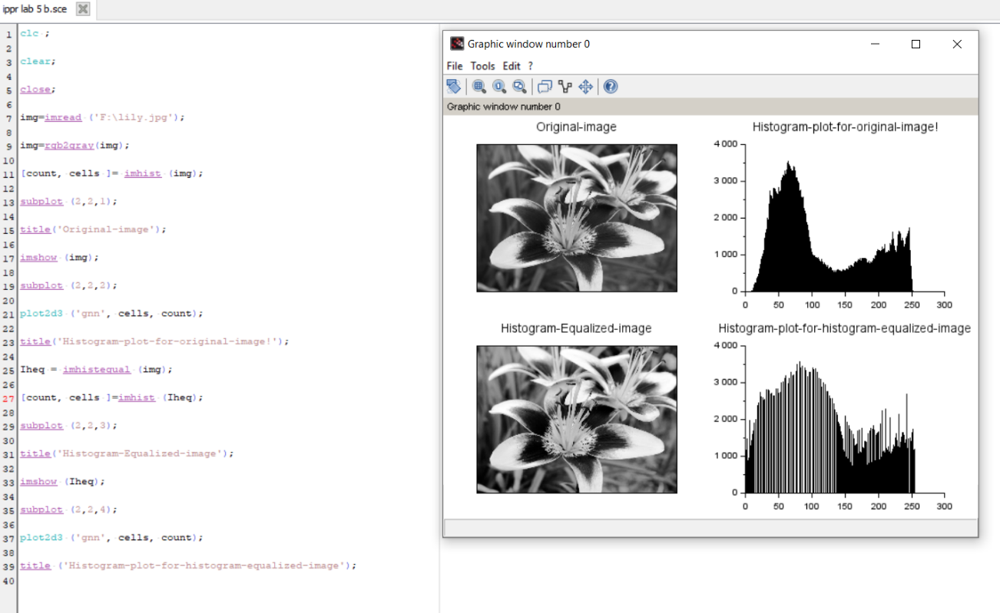 ippr lab 5 b.sce
1 clc ;
2
3 clear;
4
5 close;
6
7 img=imread ('F:\lily.jpg');
8
9 img=rgb2gray(img);
10
11 [count, cells ]= imhist (img);
12
13 subplot (2,2,1);
14
15 title('Original-image');
16
17 imshow (img);
18
19 subplot (2,2,2);
20
21 plot2d3 ('gnn', cells, count);
22
23 title('Histogram-plot-for-original-image!');
24
25 Iheq = imhistequal (img);
26
27 [count, cells ]=imhist (Iheq);
28
29 subplot (2,2,3);
30
31 title('Histogram-Equalized-image');
32
33 imshow (Iheq);
34
35 subplot (2,2,4);
36
37 plot2d3 ('gnn', cells, count);
38
39 title ('Histogram-plot-for-histogram-equalized-image');
40
Graphic window number 0
File Tools Edit ?
Graphic window number 0
Original-image
Histogram-plot-for-original-image!
4 000
3 000
2 000
1 000
0
0 50 100 150 200 250 300
Histogram-Equalized-image
Histogram-plot-for-histogram-equalized-image
4 000
3 000
2 000
1 000
0
0 50 100 150 200 250 300